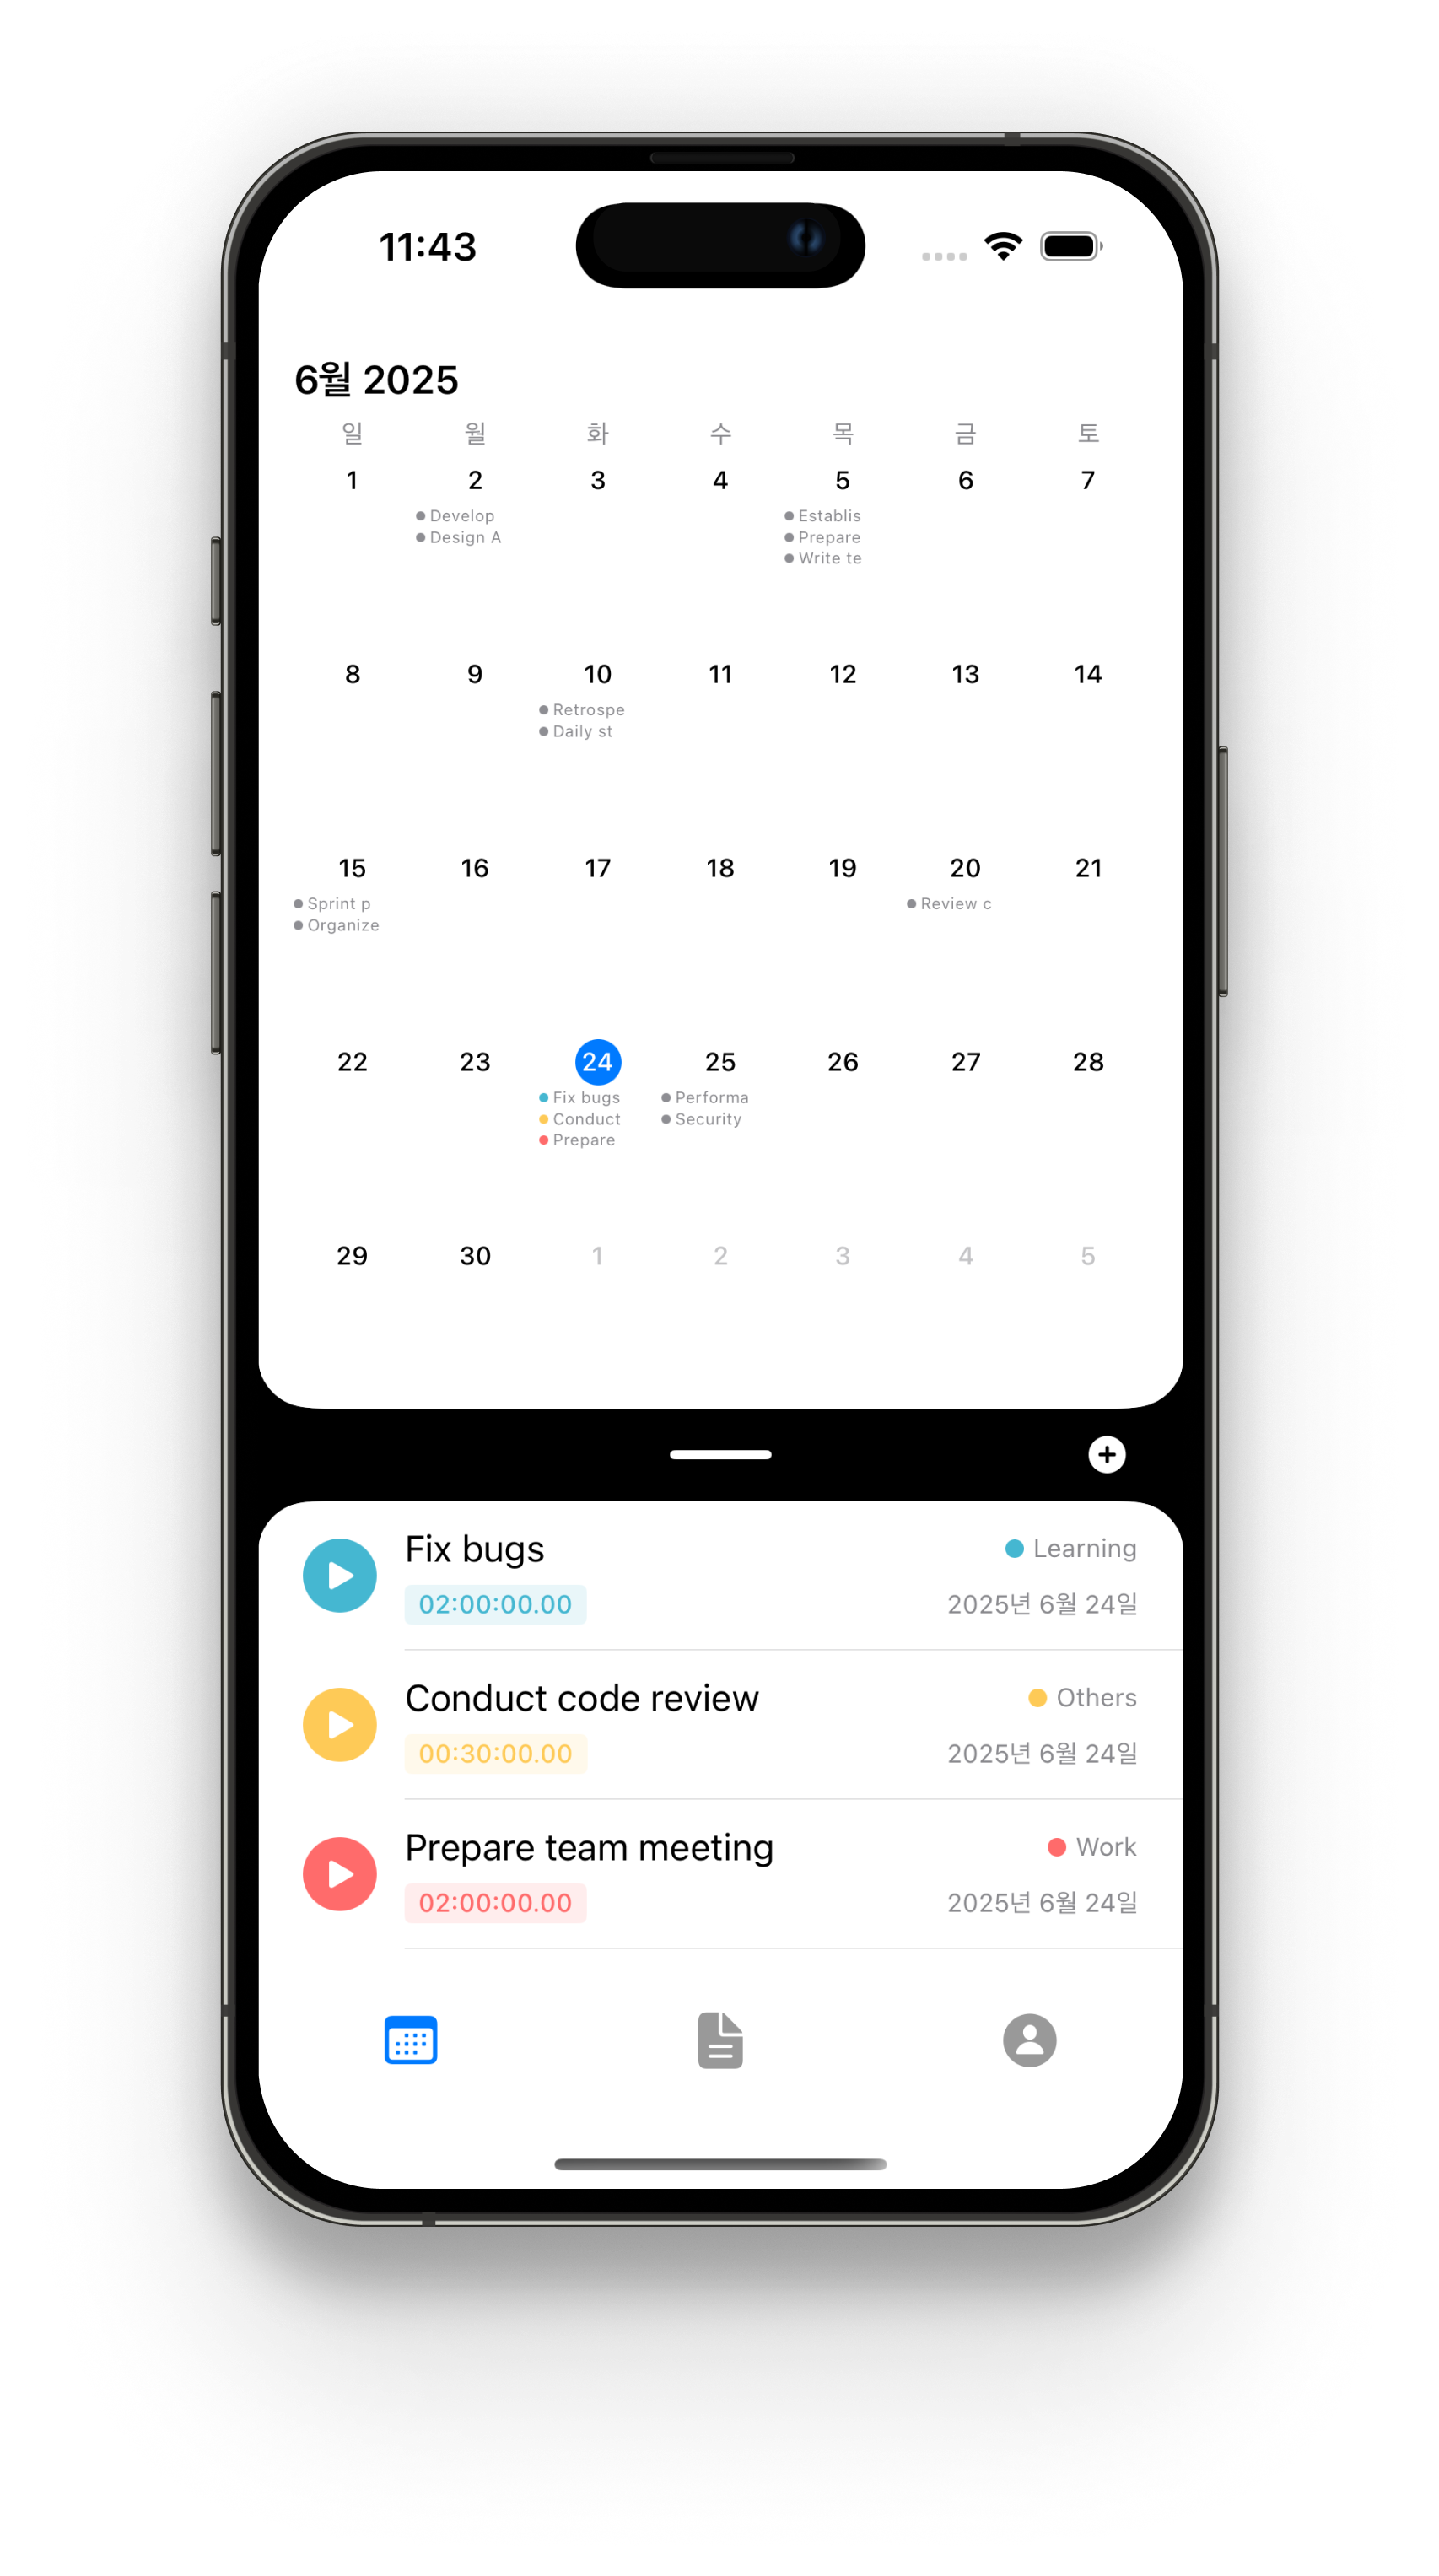 11:43
6월 2025
일 월 화 수 목 금 토
1 2 3 4 5 6 7
Develop Establis
Design A Prepare
Write te
8 9 10 11 12 13 14
Retrospe
Daily st
15 16 17 18 19 20 21
Sprint p Review c
Organize
22 23 24 25 26 27 28
Fix bugs Performa
Conduct Security
Prepare
29 30 1 2 3 4 5
Fix bugs Learning
02:00:00.00 2025년 6월 24일
Conduct code review Others
00:30:00.00 2025년 6월 24일
Prepare team meeting Work
02:00:00.00 2025년 6월 24일